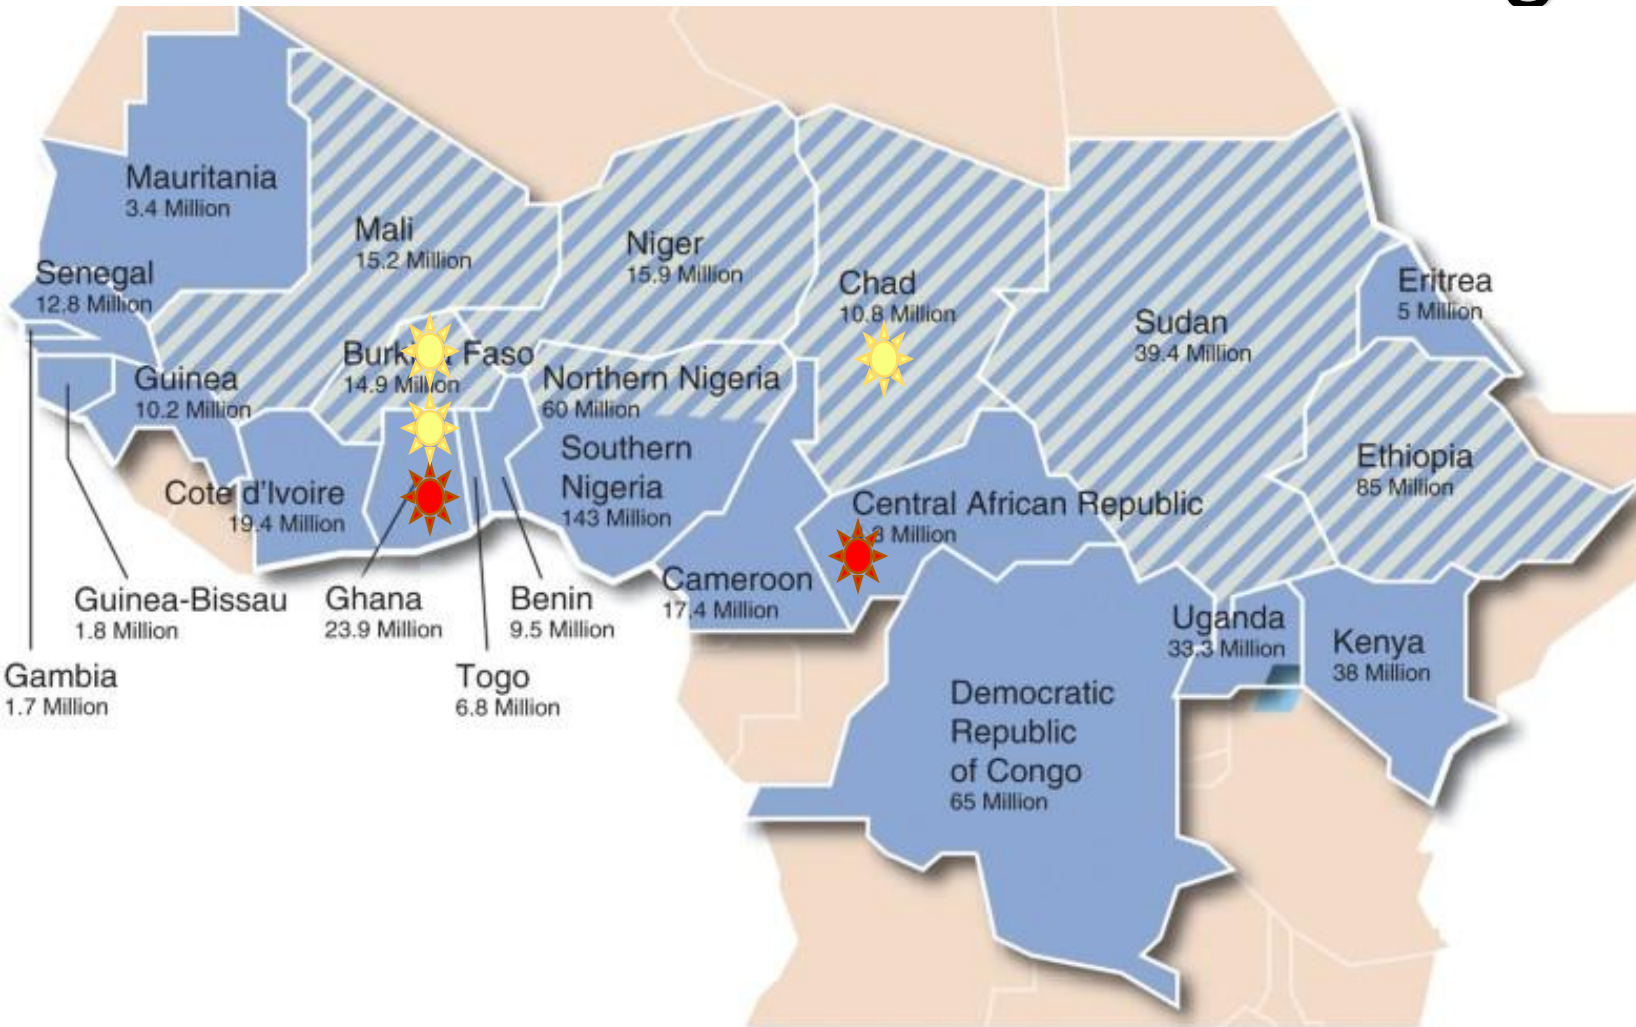 Mauritania
3.4 Million
Mali
15.2 Million
Niger
15.9 Million
Senegal
12.8 Million
Chad
10.8 Million
Eritrea
5 Million
Sudan
39.4 Million
Burkina Faso
14.9 Million
Guinea
10.2 Million
Northern Nigeria
60 Million
Southern
Nigeria
143 Million
Ethiopia
85 Million
Cote d'Ivoire
19.4 Million
Central African Republic
Million
Cameroon
17.4 Million
Guinea-Bissau
1.8 Million
Ghana
23.9 Million
Benin
9.5 Million
Uganda
33.3 Million
Kenya
38 Million
Gambia
1.7 Million
Togo
6.8 Million
Democratic
Republic
of Congo
65 Million